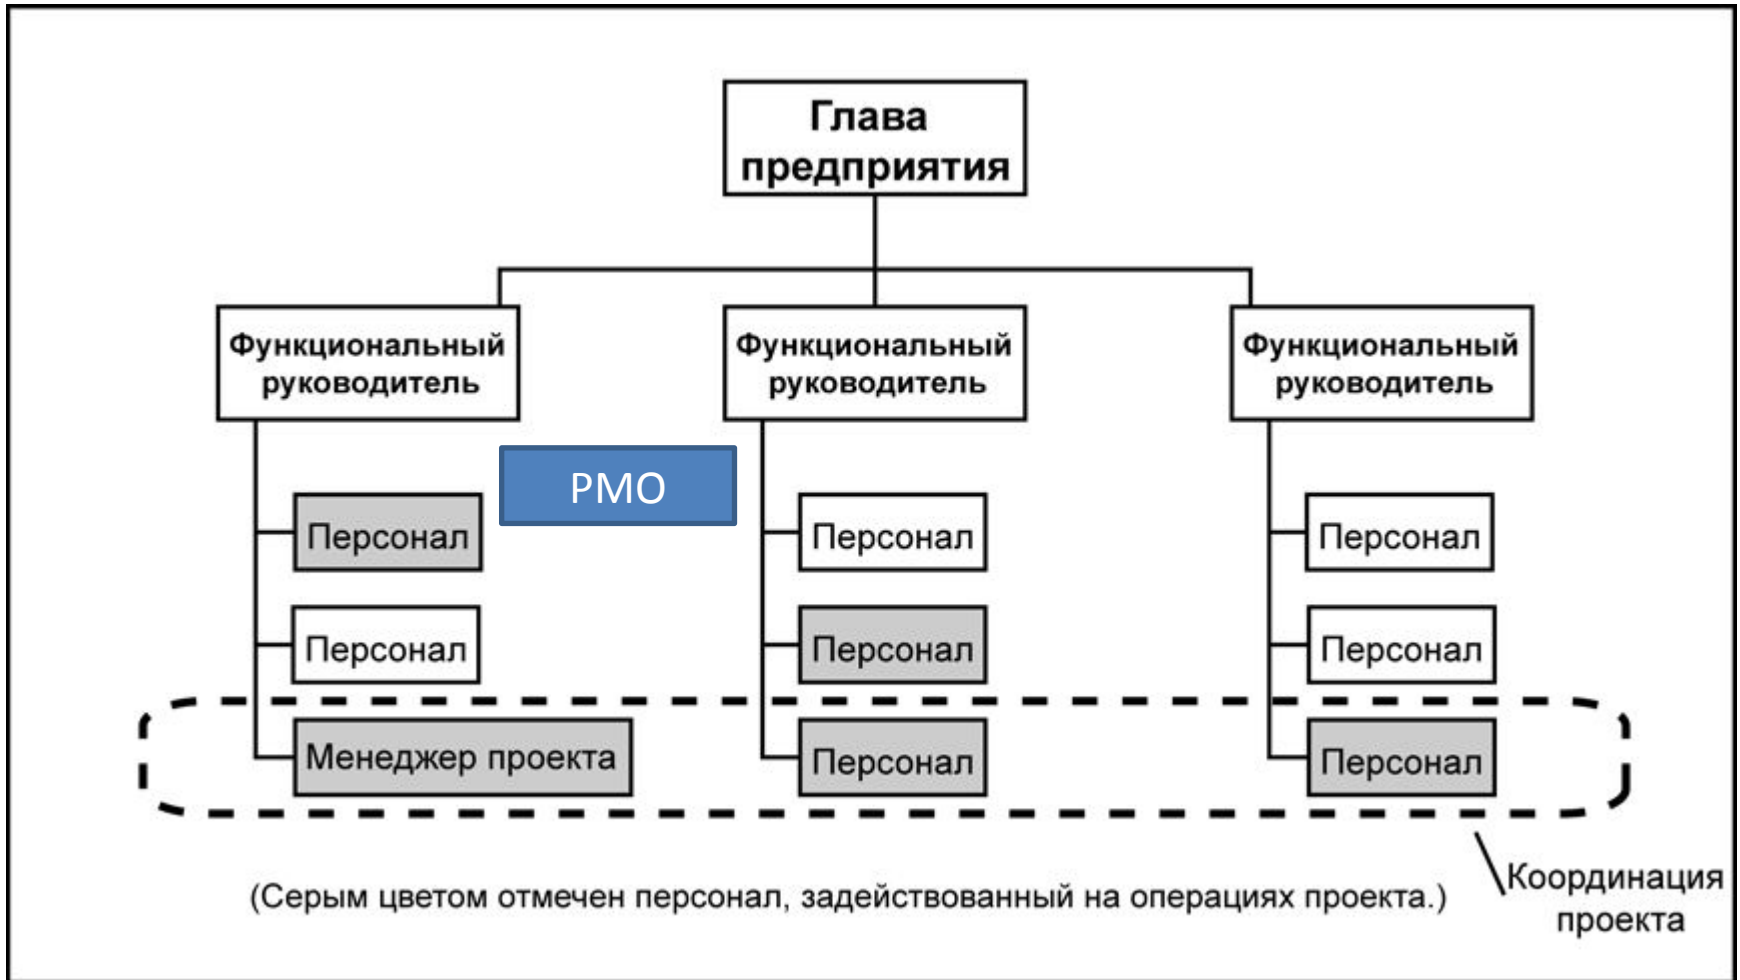 Глава
предприятия
Функциональный
руководитель
Функциональный
руководитель
Функциональный
руководитель
PMO
Персонал
Персонал
Персонал
Персонал
Персонал
Персонал
Менеджер проекта
Персонал
Персонал
(Серым цветом отмечен персонал, задействованный на операциях проекта.)
Координация
проекта